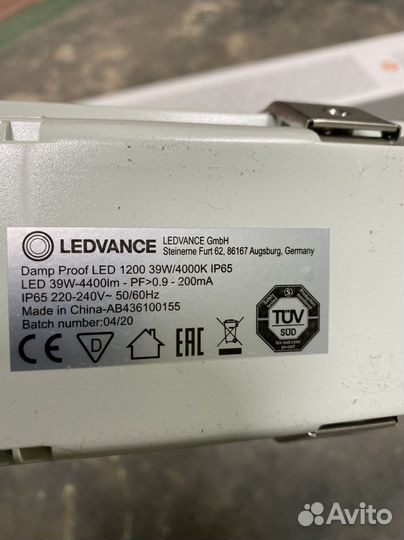 LEDVANCE
LEDVANCE GmbH
Steinerne Furt 62, 86167 Augsburg, Germany
Damp Proof LED 1200 39W/4000K IP65
LED 39W-4400lm - PF>0.9 - 200mA
IP65 220-240V~ 50/60Hz
Made in China-AB436100155
Batch number:04/20
CE
D
EAC
TÜV
SÜD
Avito